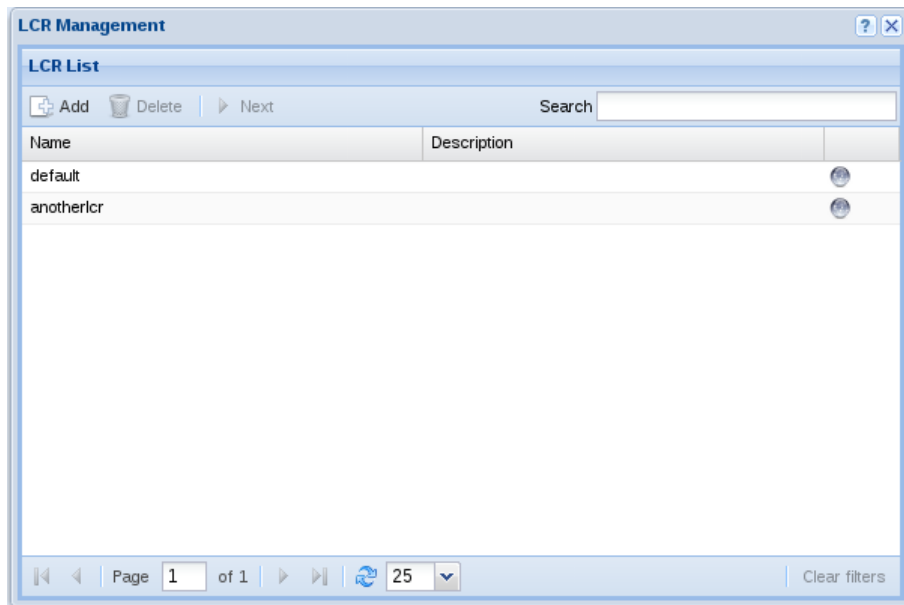 LCR Management ?
LCR List
Add Delete Next Search
Name Description
default
anotherlcr
Page 1 of 1 25 Clear filters